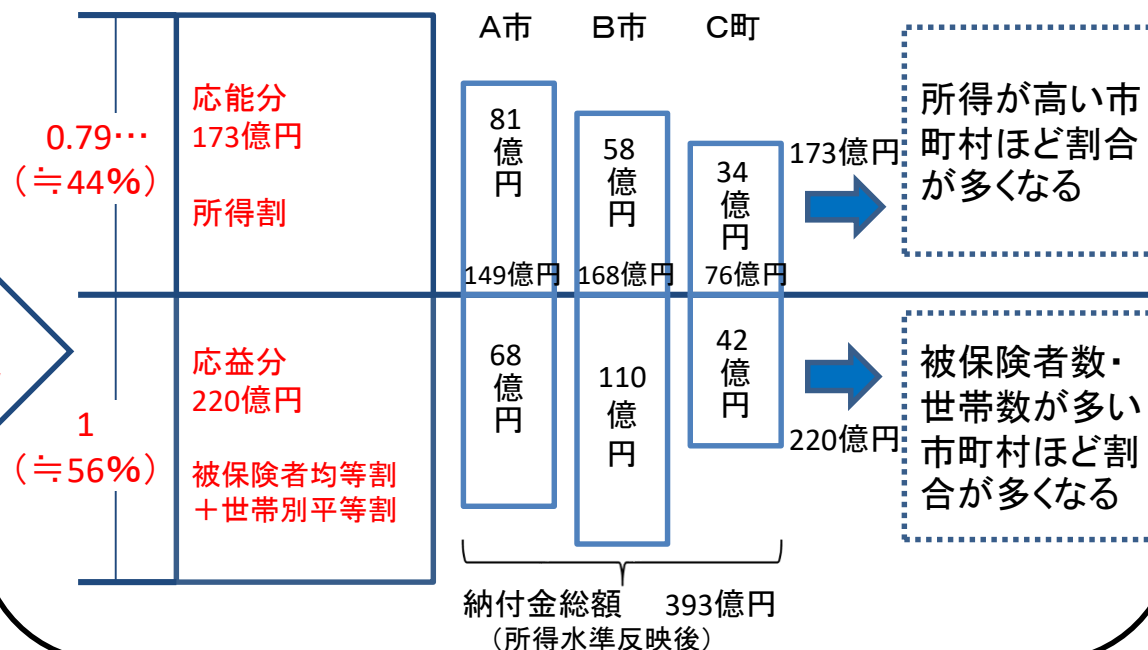 A市
B市
C町
0.79…
(≒44%)
応能分
173億円
所得割
81
億
円
58
億
円
34
億
円
173億円
所得が高い市
町村ほど割合
が多くなる
149億円
168億円
76億円
1
(≒56%)
応益分
220億円
被保険者均等割
＋世帯別平等割
68
億
円
110
億
円
42
億
円
220億円
被保険者数・
世帯数が多い
市町村ほど割
合が多くなる
納付金総額 393億円
(所得水準反映後)